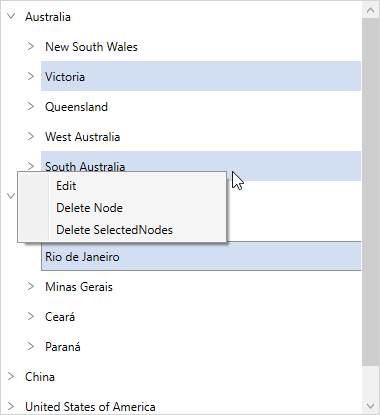 Australia
New South Wales
Victoria
Queensland
West Australia
South Australia
Edit
Delete Node
Delete SelectedNodes
Rio de Janeiro
Minas Gerais
Ceará
Paraná
China
United States of America